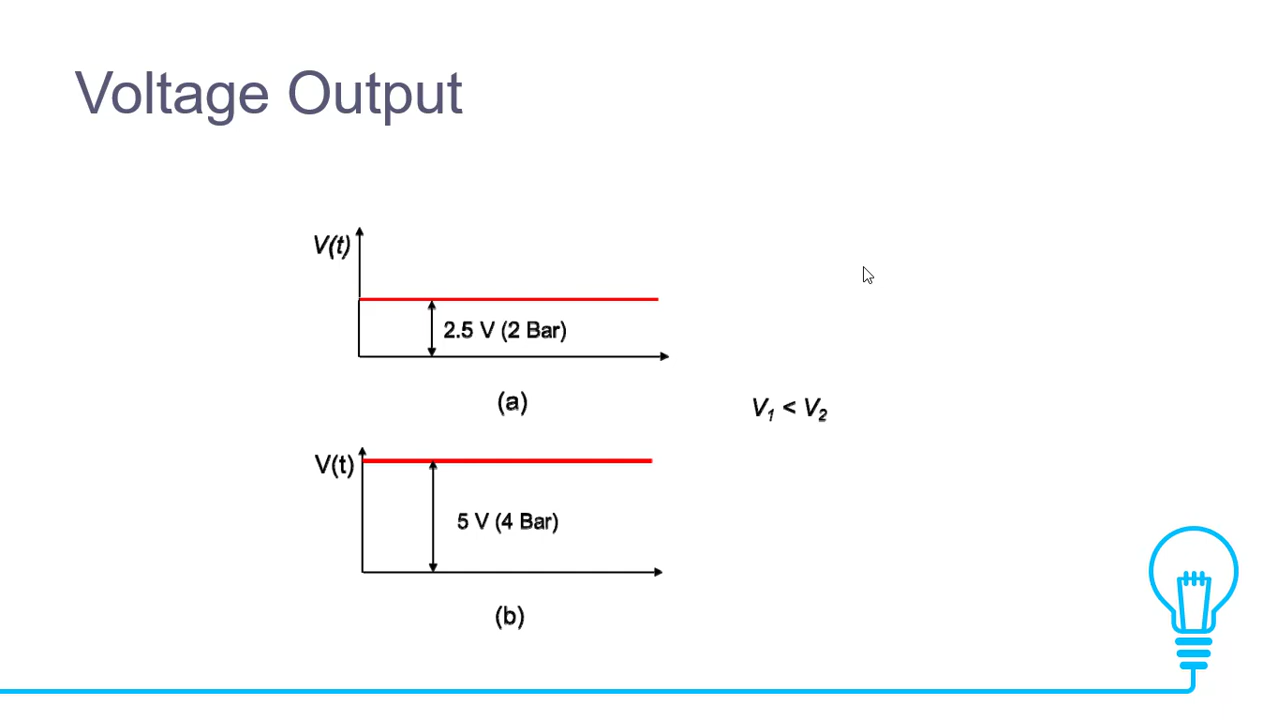 Voltage Output
V(t)
2.5 V (2 Bar)
(a)
V₁ < V₂
V(t)
5 V (4 Bar)
(b)